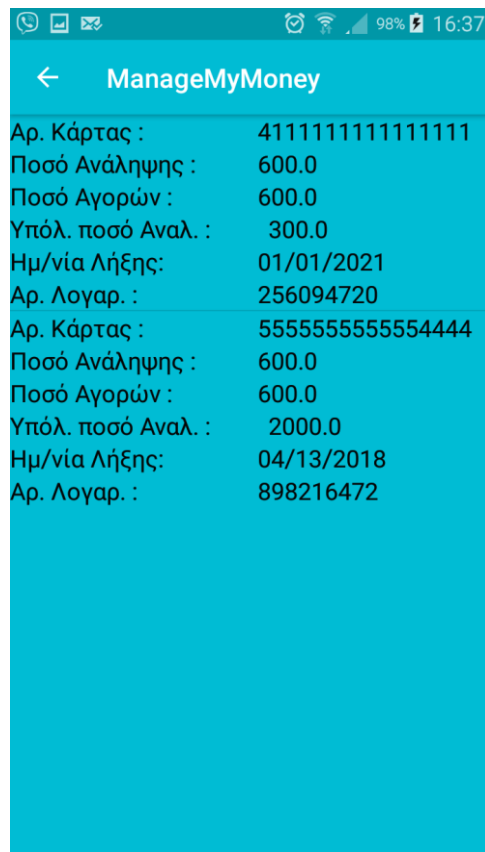 98% 16:37
ManageMyMoney
Αρ. Κάρτας : 4111111111111111
Ποσό Ανάληψης : 600.0
Ποσό Αγορών : 600.0
Υπόλ. ποσό Αναλ. : 300.0
Ημ/νία Λήξης: 01/01/2021
Αρ. Λογαρ. : 256094720
Αρ. Κάρτας : 5555555555554444
Ποσό Ανάληψης : 600.0
Ποσό Αγορών : 600.0
Υπόλ. ποσό Αναλ. : 2000.0
Ημ/νία Λήξης: 04/13/2018
Αρ. Λογαρ. : 898216472